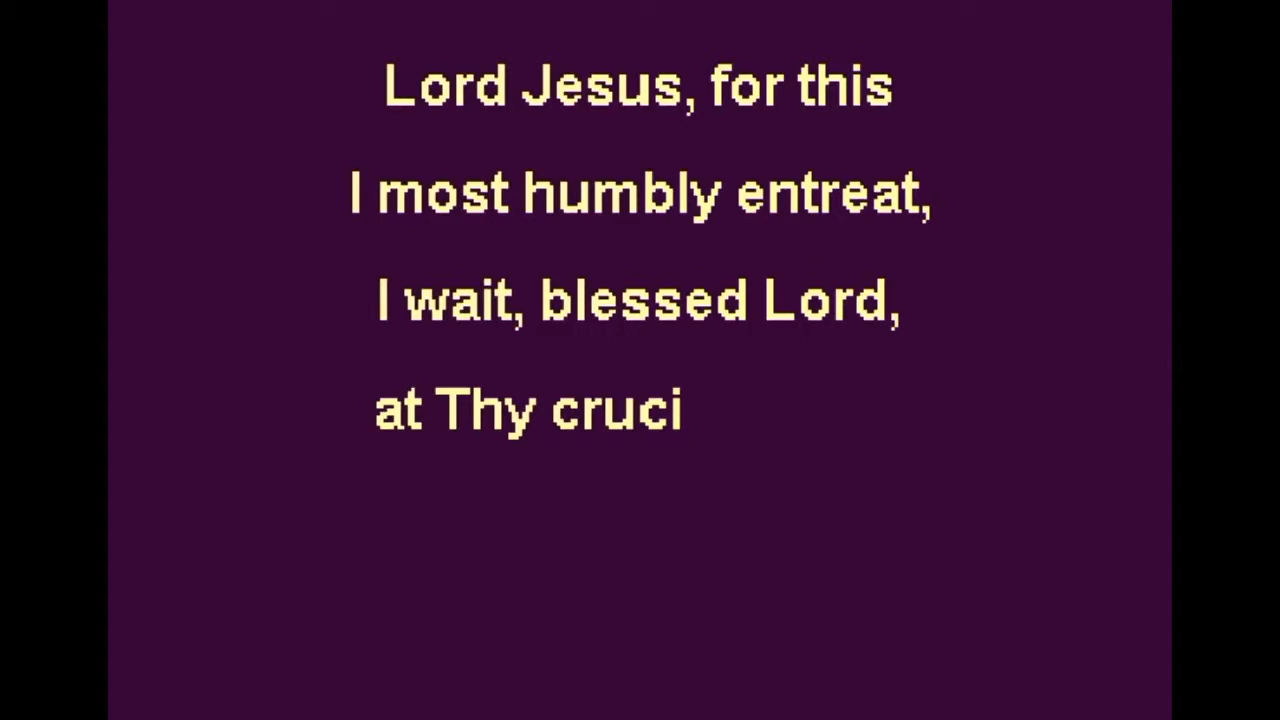 Lord Jesus, for this
I most humbly entreat,
I wait, blessed Lord,
at Thy cruci